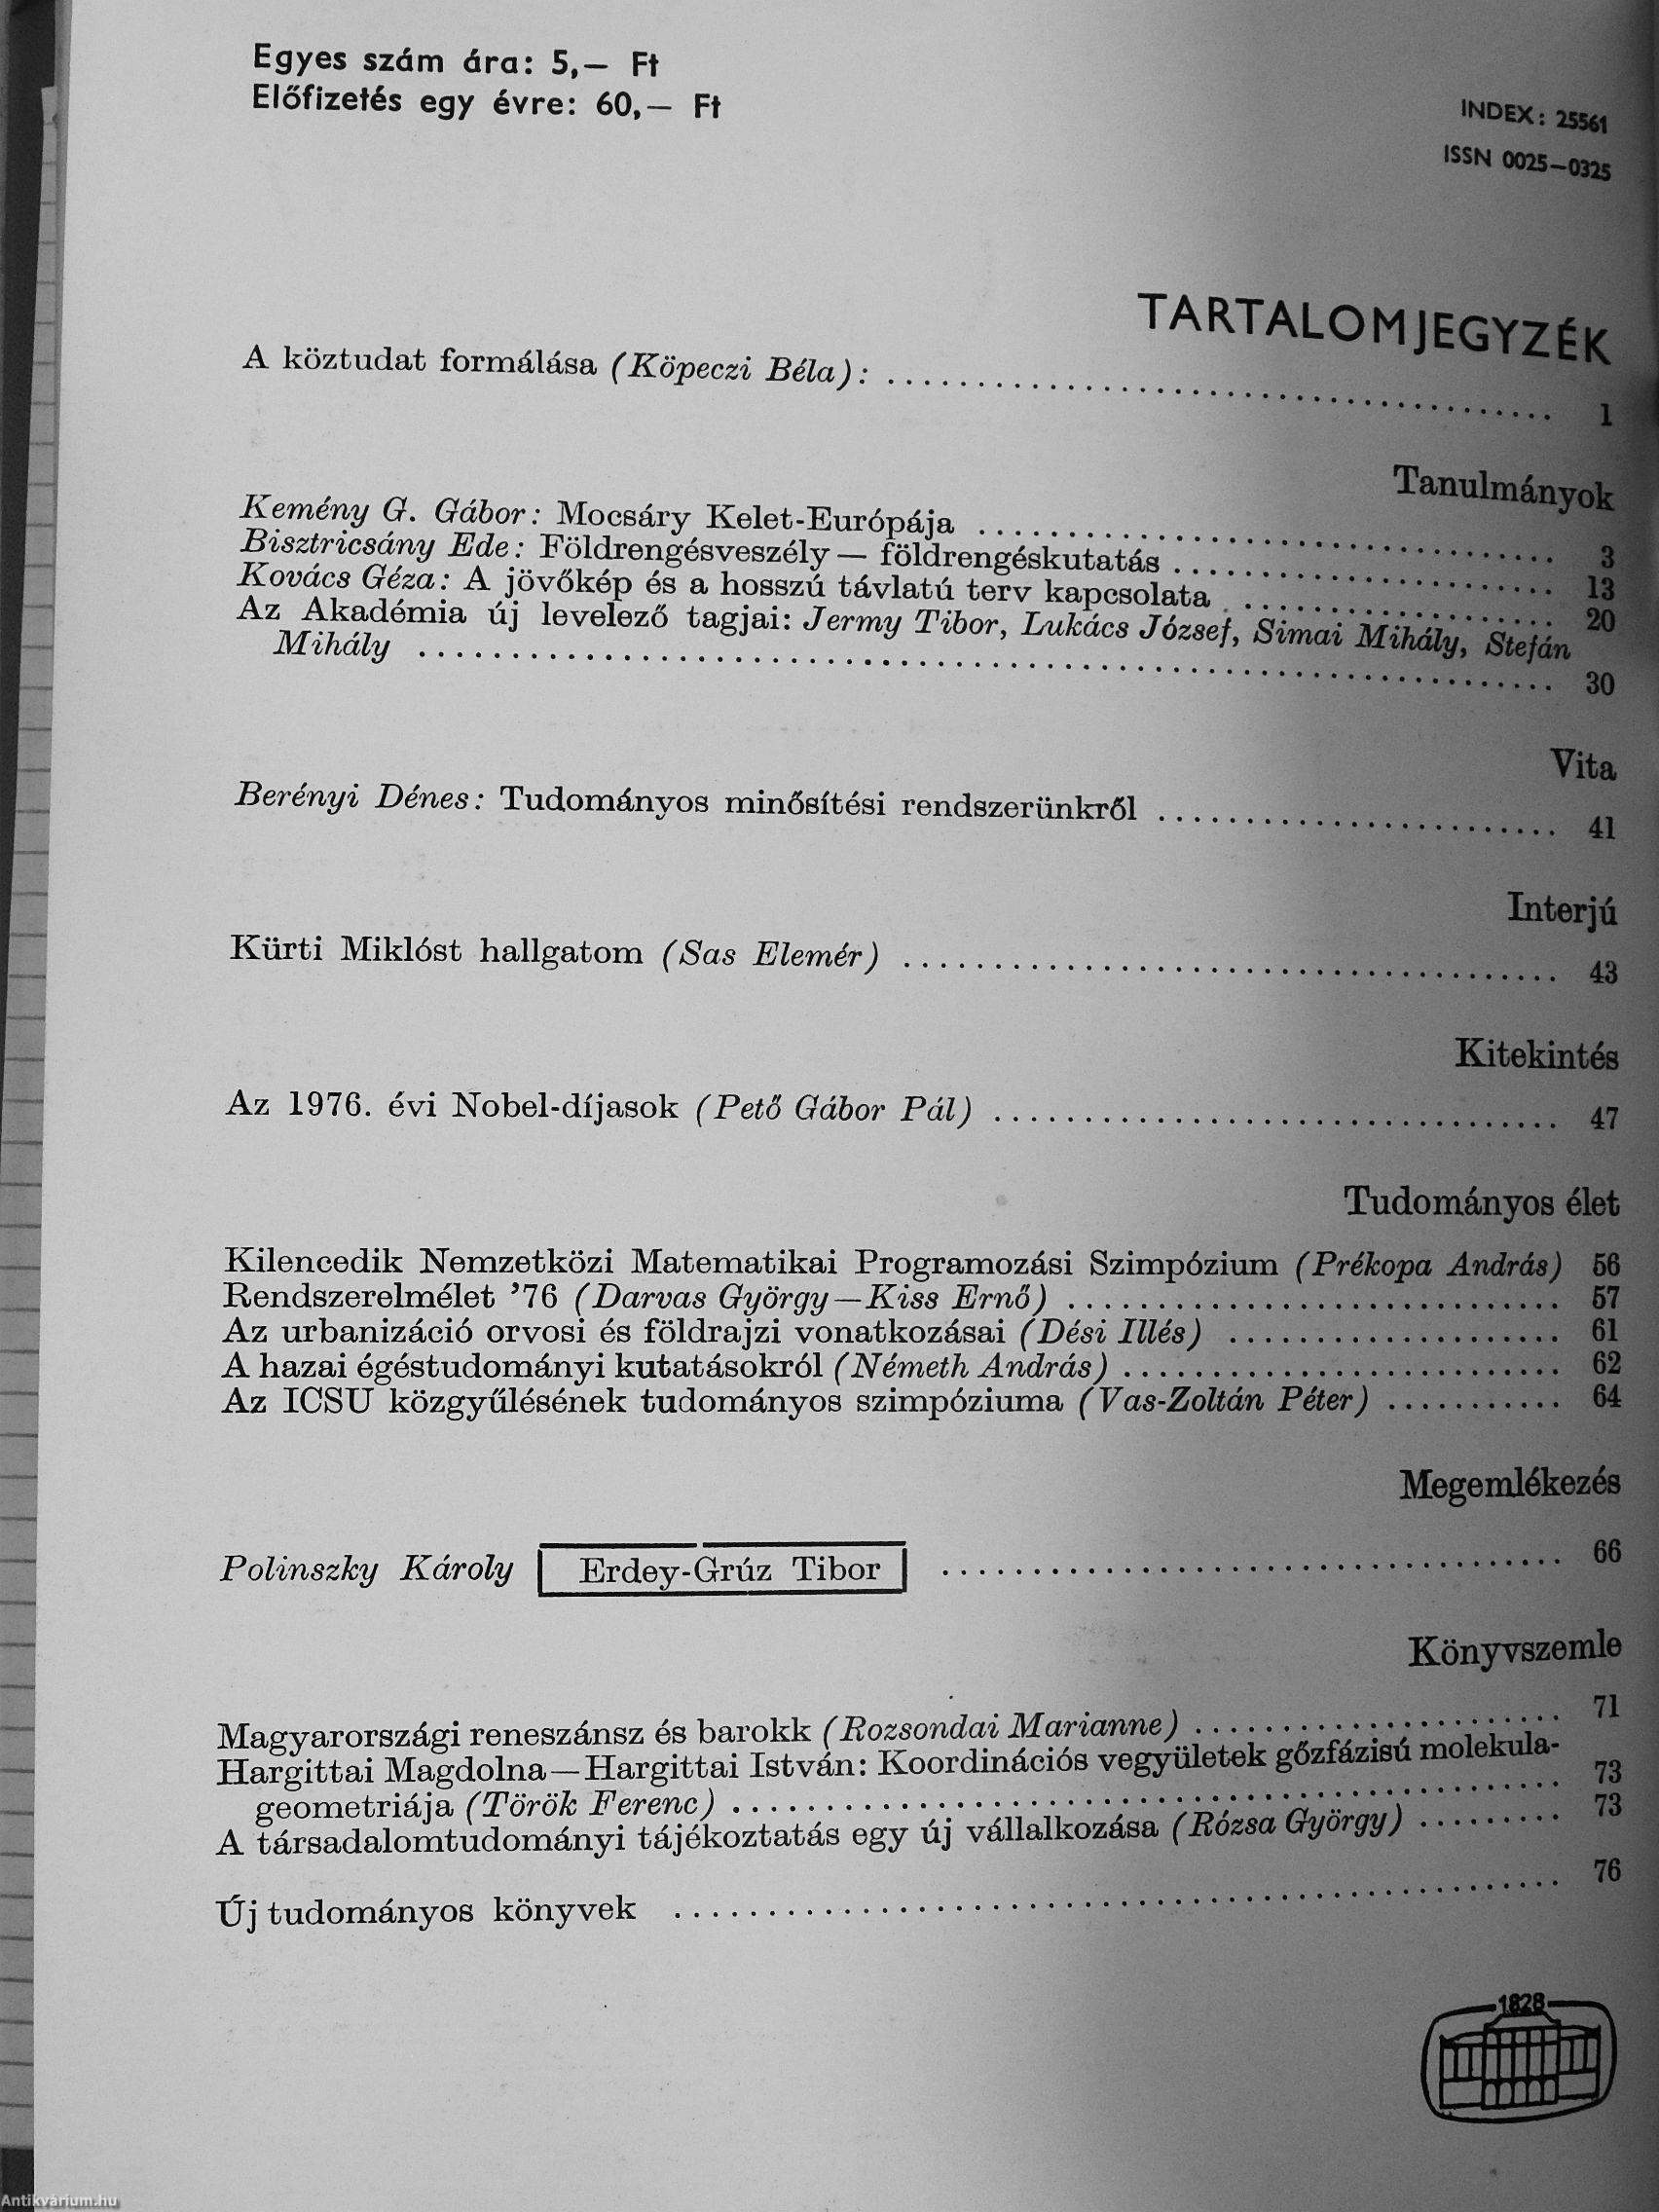 Egyes szám ára: 5,— Ft
Előfizetés egy évre: 60,— Ft
INDEX: 25561
ISSN 0025—0325
TARTALOMJEGYZÉK
A köztudat formálása (Köpeczi Béla): ........................................ 1
Tanulmányok
Kemény G. Gábor: Mocsáry Kelet-Európája ........................................ 3
Bisztricsány Ede: Földrengésveszély — földrengéskutatás ........................ 13
Kovács Géza: A jövőkép és a hosszú távlatú terv kapcsolata ........................ 20
Az Akadémia új levelező tagjai: Jermy Tibor, Lukács József, Simai Mihály, Stefán
Mihály ........................................ 30
Vita
Berényi Dénes: Tudományos minősítési rendszerünkről ........................ 41
Interjú
Kürti Miklóst hallgatom (Sas Elemér) ........................................ 43
Kitekintés
Az 1976. évi Nobel-díjasok (Pető Gábor Pál) ........................................ 47
Tudományos élet
Kilencedik Nemzetközi Matematikai Programozási Szimpózium (Prékopa András) 56
Rendszerelmélet ’76 (Darvas György—Kiss Ernő) ................................ 57
Az urbanizáció orvosi és földrajzi vonatkozásai (Dési Illés) ........................ 61
A hazai égéstudományi kutatásokról (Németh András) ........................ 62
Az ICSU közgyűlésének tudományos szimpóziuma (Vas-Zoltán Péter) ........... 64
Megemlékezés
Polinszky Károly Erdey-Grúz Tibor ........................................ 66
Könyvszemle
Magyarországi reneszánsz és barokk (Rozsondai Marianne) ........................ 71
Hargittai Magdolna—Hargittai István: Koordinációs vegyületek gőzfázisú molekula-
geometriája (Török Ferenc) ........................................ 73
A társadalomtudományi tájékoztatás egy új vállalkozása (Rózsa György) ......... 73
Új tudományos könyvek ........................................ 76
1828
Antikvárium.hu